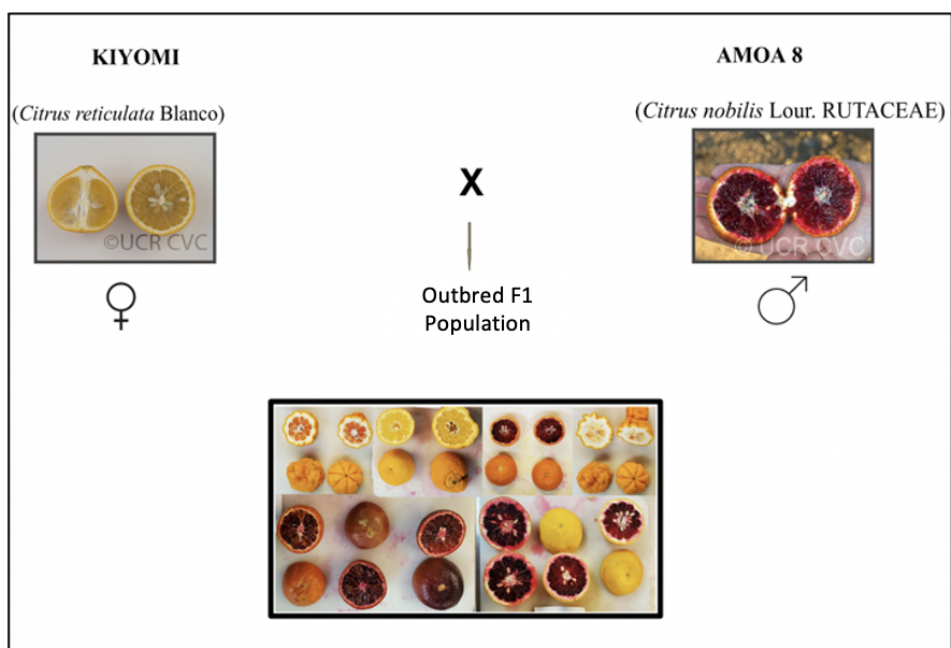 KIYOMI
(Citrus reticulata Blanco)
©UCR CVC
AMOA 8
(Citrus nobilis Lour. RUTACEAE)
© UCR CVC
X
Outbred F1
Population